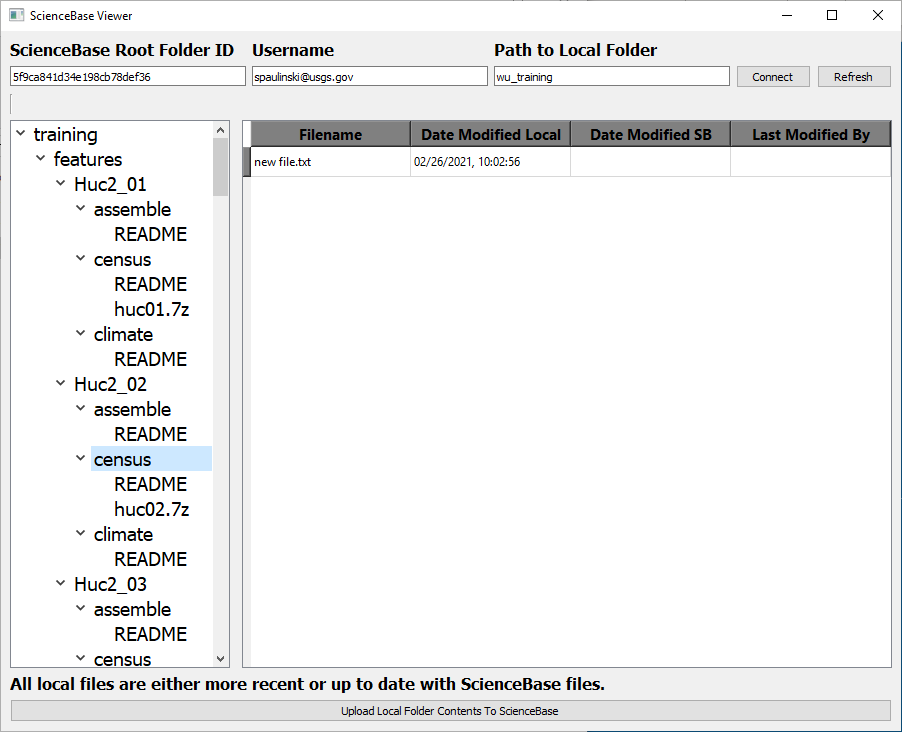 ScienceBase Viewer
ScienceBase Root Folder ID Username Path to Local Folder
5f9ca841d34e198cb78def36 spaulinski@usgs.gov wu_training Connect Refresh
training
features
Huc2_01
assemble
README
census
README
huc01.7z
climate
README
Huc2_02
assemble
README
census
README
huc02.7z
climate
README
Huc2_03
assemble
README
census
Filename Date Modified Local Date Modified SB Last Modified By
new file.txt 02/26/2021, 10:02:56
All local files are either more recent or up to date with ScienceBase files.
Upload Local Folder Contents To ScienceBase